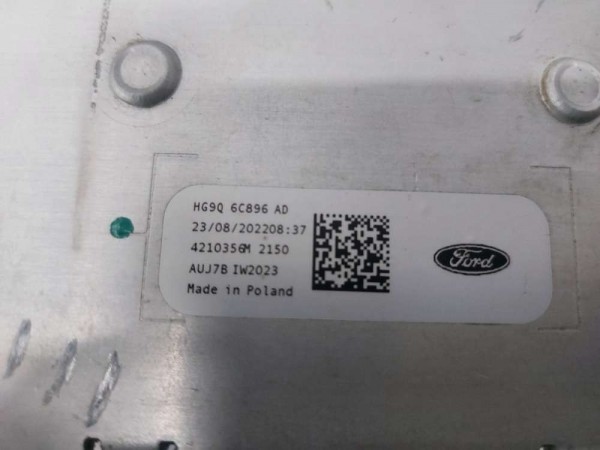 HG9Q 6C896 AD
23/08/202208:37
4210356M 2150
AUJ7B IW2023
Made in Poland
Ford